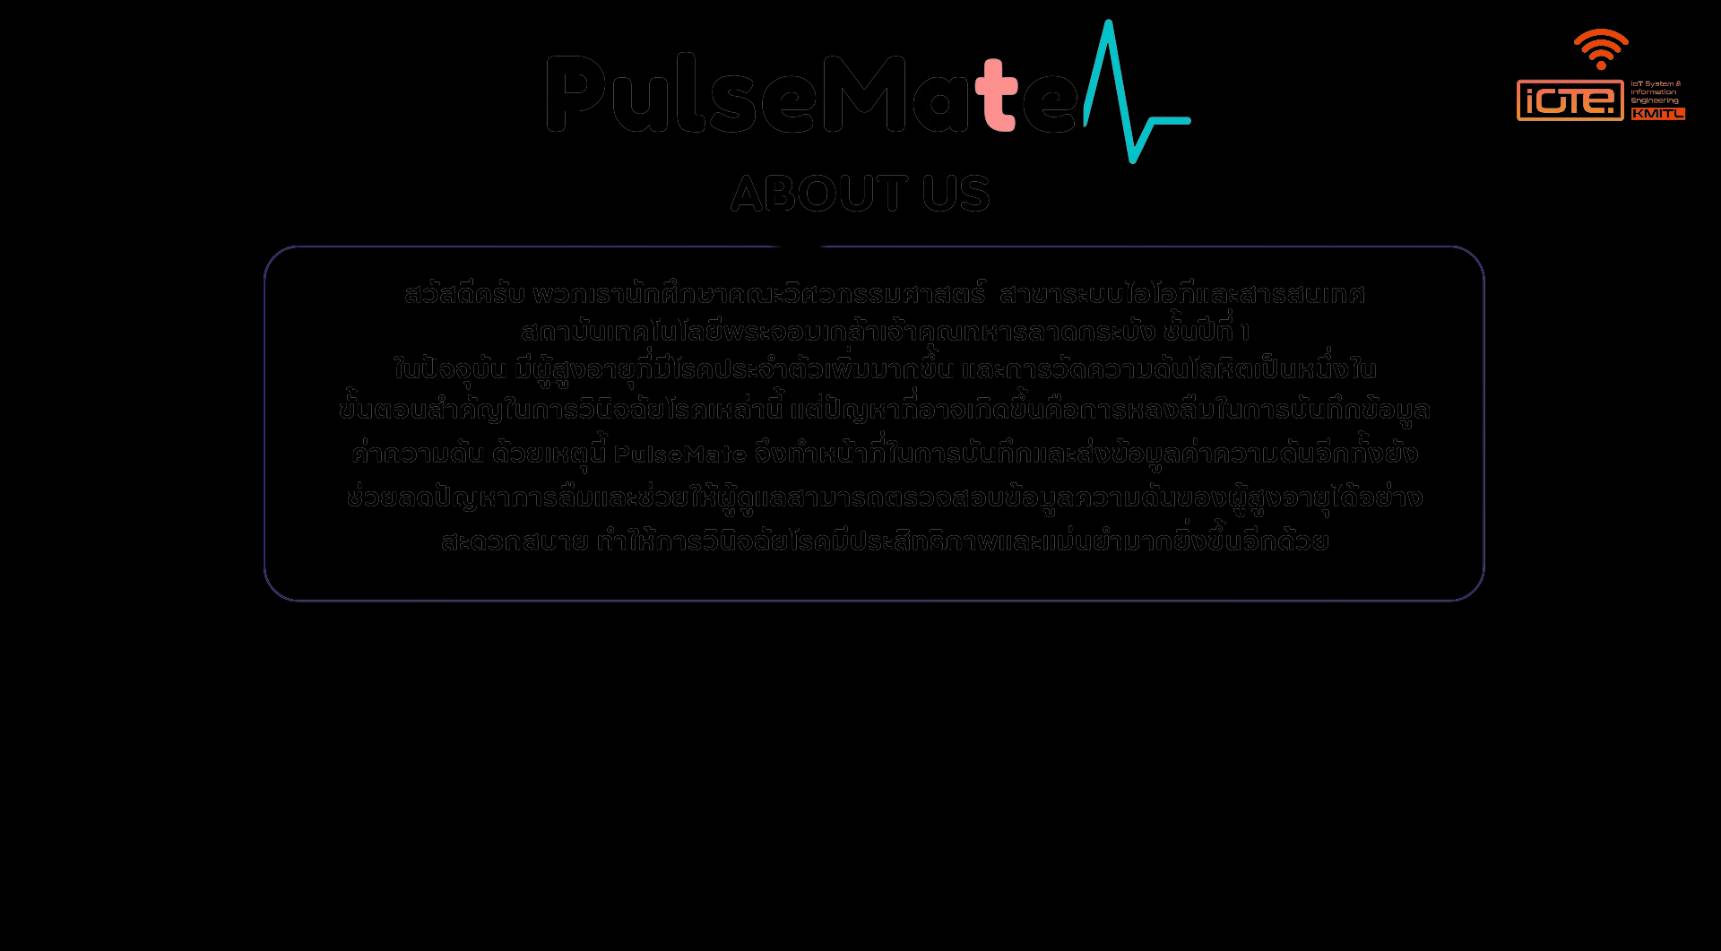 PulseMate
iOTE.
IoT System &
Information
Engineering
KMITL
ABOUT US
สวัสดีครับ พวกเรานักศึกษาคณะวิศวกรรมศาสตร์ สาขาระบบไอโอทีและสารสนเทศ
สถาบันเทคโนโลยีพระจอมเกล้าเจ้าคุณทหารลาดกระบัง ชั้นปีที่ 1
ในปัจจุบัน มีผู้สูงอายุที่มีโรคประจำตัวเพิ่มมากขึ้น และการวัดความดันโลหิตเป็นหนึ่งใน
ขั้นตอนสำคัญในการวินิจฉัยโรคเหล่านี้ แต่ปัญหาที่อาจเกิดขึ้นคือการหลงลืมในการบันทึกข้อมูล
ค่าความดัน ด้วยเหตุนี้ PulseMate จึงทำหน้าที่ในการบันทึกและส่งข้อมูลค่าความดันอีกทั้งยัง
ช่วยลดปัญหาการลืมและช่วยให้ผู้ดูแลสามารถตรวจสอบข้อมูลความดันของผู้สูงอายุได้อย่าง
สะดวกสบาย ทำให้การวินิจฉัยโรคมีประสิทธิภาพและแม่นยำมากยิ่งขึ้นอีกด้วย